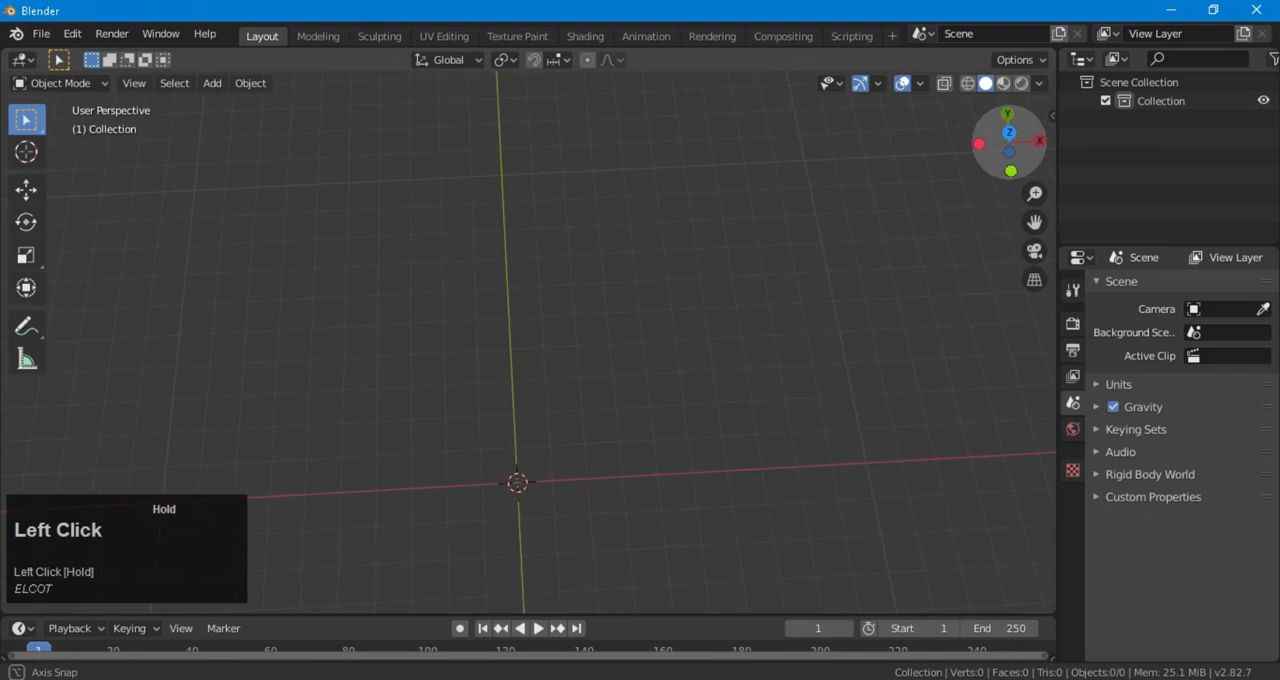 Blender
File Edit Render Window Help Layout Modeling Sculpting UV Editing Texture Paint Shading Animation Rendering Compositing Scripting + Scene View Layer
Global Options
Object Mode View Select Add Object
User Perspective
(1) Collection
Y
Z
X
Scene Collection
Collection
Scene View Layer
Scene
Camera
Background Sce..
Active Clip
Units
Gravity
Keying Sets
Audio
Rigid Body World
Custom Properties
Hold
Left Click
Left Click [Hold]
ELCOT
Playback Keying View Marker 1 Start 1 End 250
1 20 40 60 80 100 120 140 160 180 200 220 240
Axis Snap Collection | Verts:0 | Faces:0 | Tris:0 | Objects:0/0 | Mem: 25.1 MiB | v2.82.7